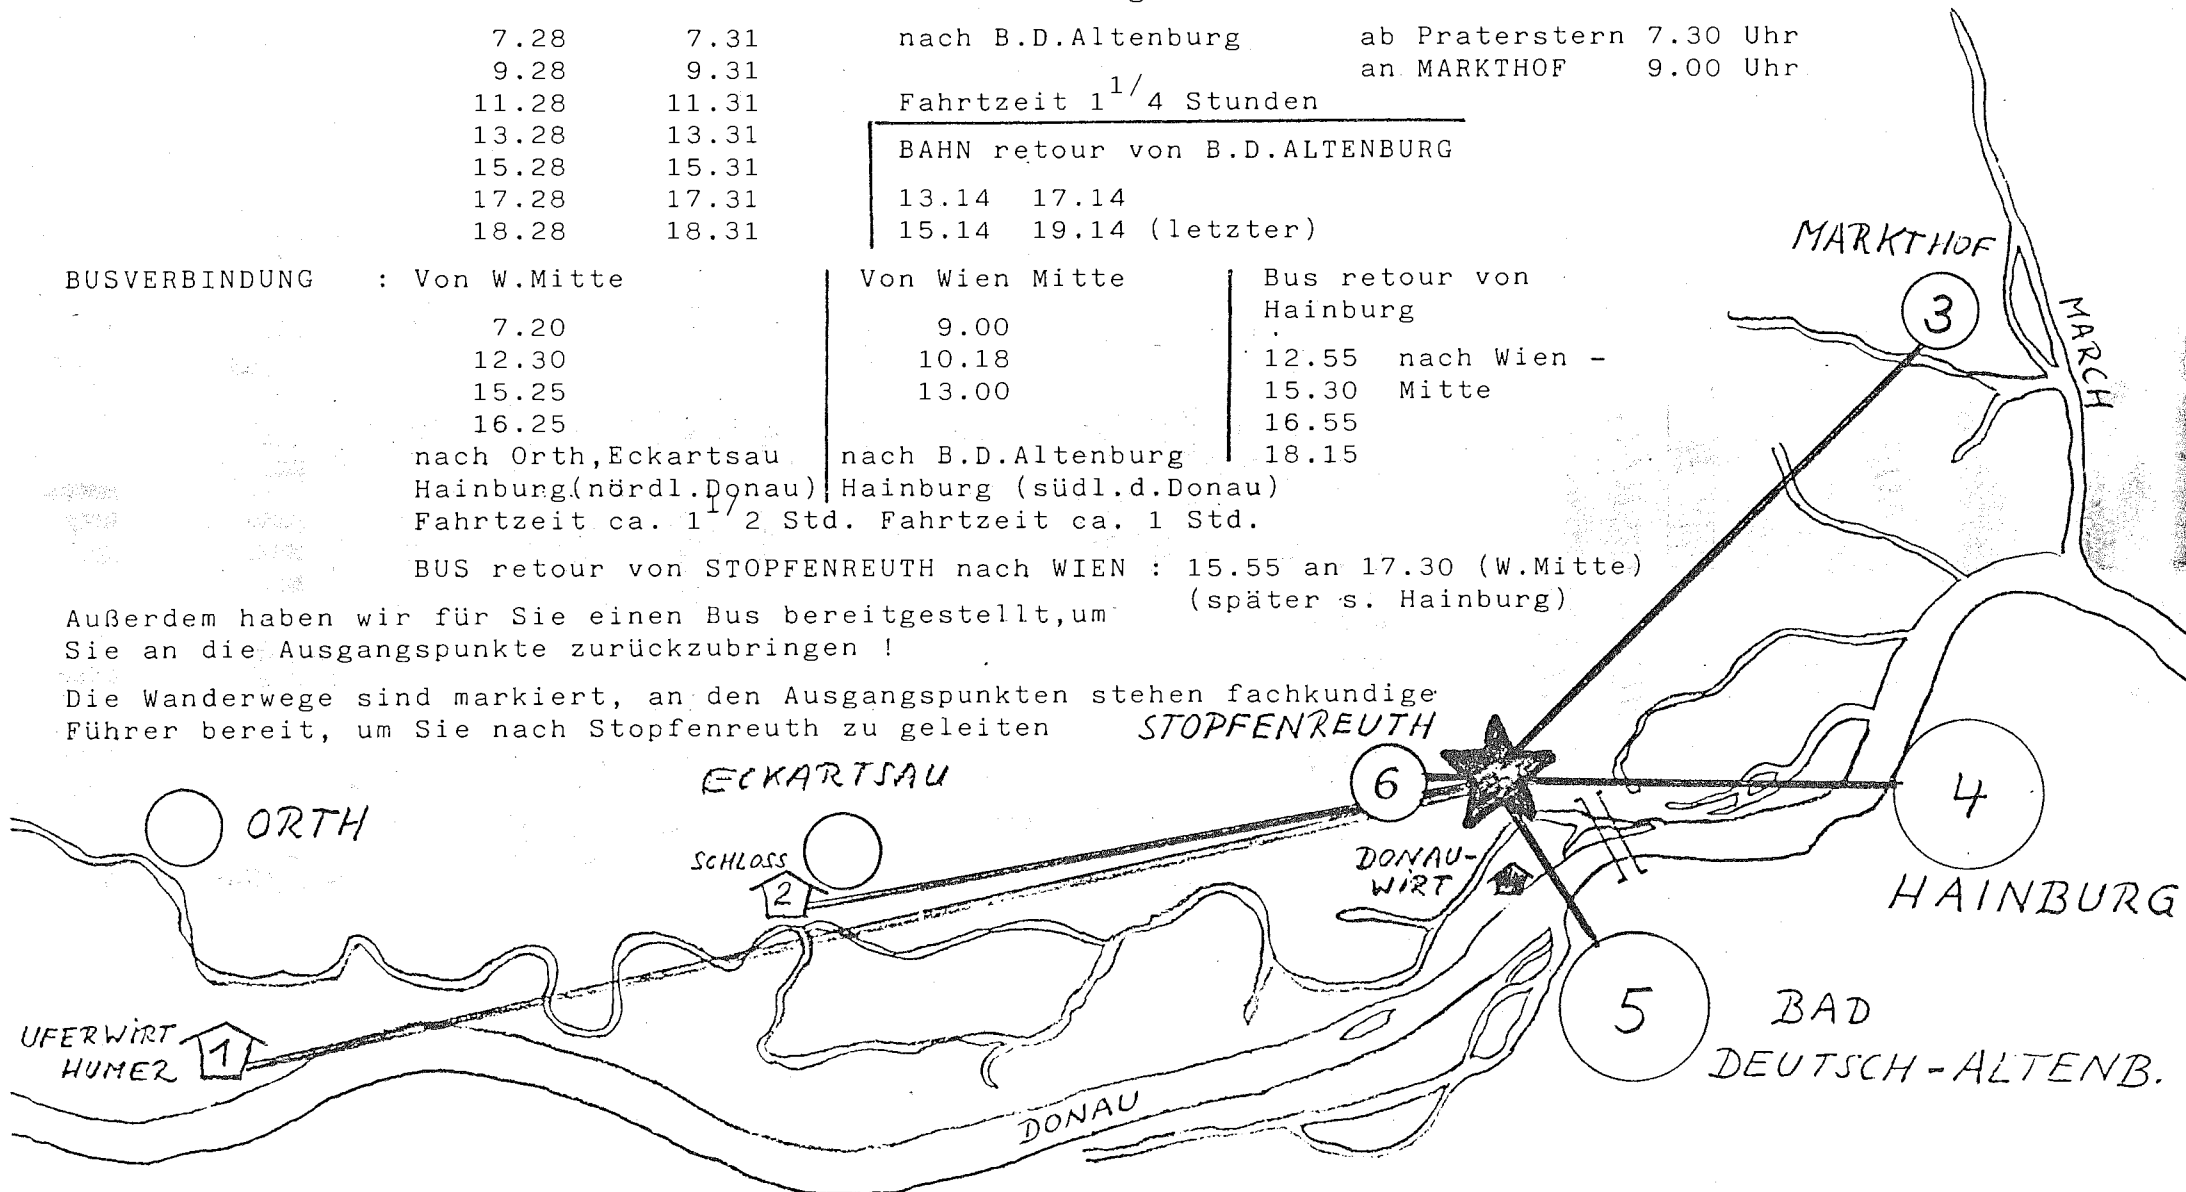 7.28 7.31 nach B.D.Altenburg ab Praterstern 7.30 Uhr
9.28 9.31 an MARKTHOF 9.00 Uhr
11.28 11.31 Fahrtzeit 1 1/4 Stunden
13.28 13.31
BAHN retour von B.D.ALTENBURG
15.28 15.31
17.28 17.31 13.14 17.14
18.28 18.31 15.14 19.14 (letzter)
BUSVERBINDUNG : Von W.Mitte Von Wien Mitte Bus retour von
Hainburg
7.20 9.00
12.30 10.18 12.55 nach Wien -
15.25 13.00 15.30 Mitte
16.25 16.55
nach Orth,Eckartsau nach B.D.Altenburg 18.15
Hainburg(nördl.Donau) Hainburg (südl.d.Donau)
Fahrtzeit ca. 1 1/2 Std. Fahrtzeit ca. 1 Std.
BUS retour von STOPFENREUTH nach WIEN : 15.55 an 17.30 (W.Mitte)
(später s. Hainburg)
Außerdem haben wir für Sie einen Bus bereitgestellt,um
Sie an die Ausgangspunkte zurückzubringen !
Die Wanderwege sind markiert, an den Ausgangspunkten stehen fachkundige
Führer bereit, um Sie nach Stopfenreuth zu geleiten
MARKTHOF
3
MARCH
STOPFENREUTH
ECKARTSAU
6
4
ORTH
SCHLOSS
2
DONAU-
WIRT
HAINBURG
5
BAD
DEUTSCH-ALTENB.
UFERWIRT
HUMER
1
DONAU